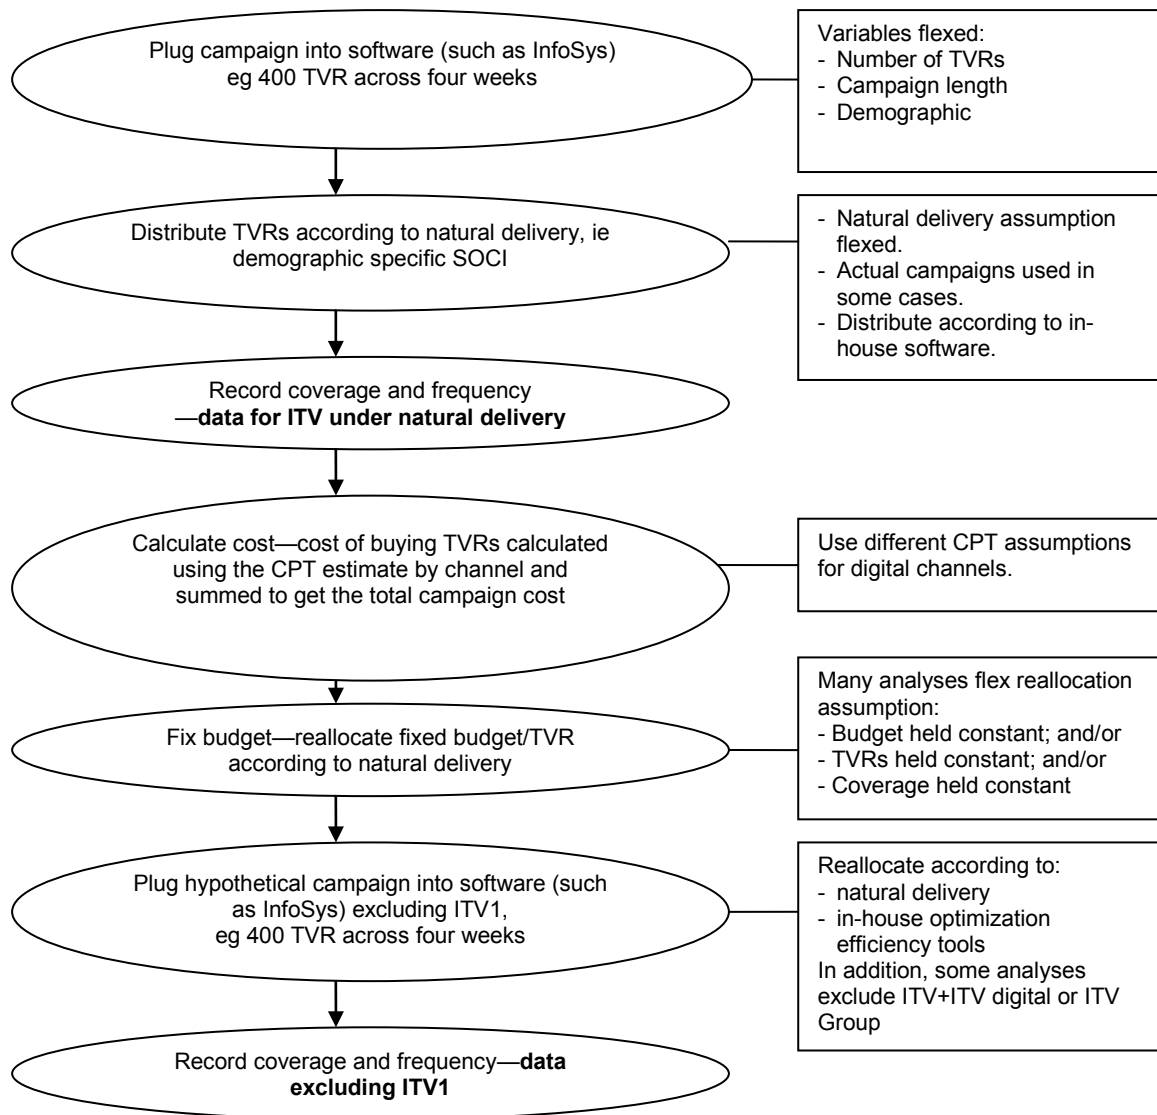 Plug campaign into software (such as InfoSys)
eg 400 TVR across four weeks
Variables flexed:
- Number of TVRs
- Campaign length
- Demographic
Distribute TVRs according to natural delivery, ie
demographic specific SOCI
- Natural delivery assumption
flexed.
- Actual campaigns used in
some cases.
- Distribute according to in-
house software.
Record coverage and frequency
—data for ITV under natural delivery
Calculate cost—cost of buying TVRs calculated
using the CPT estimate by channel and
summed to get the total campaign cost
Use different CPT assumptions
for digital channels.
Fix budget—reallocate fixed budget/TVR
according to natural delivery
Many analyses flex reallocation
assumption:
- Budget held constant; and/or
- TVRs held constant; and/or
- Coverage held constant
Plug hypothetical campaign into software (such
as InfoSys) excluding ITV1,
eg 400 TVR across four weeks
Reallocate according to:
- natural delivery
- in-house optimization
efficiency tools
In addition, some analyses
exclude ITV+ITV digital or ITV
Group
Record coverage and frequency—data
excluding ITV1